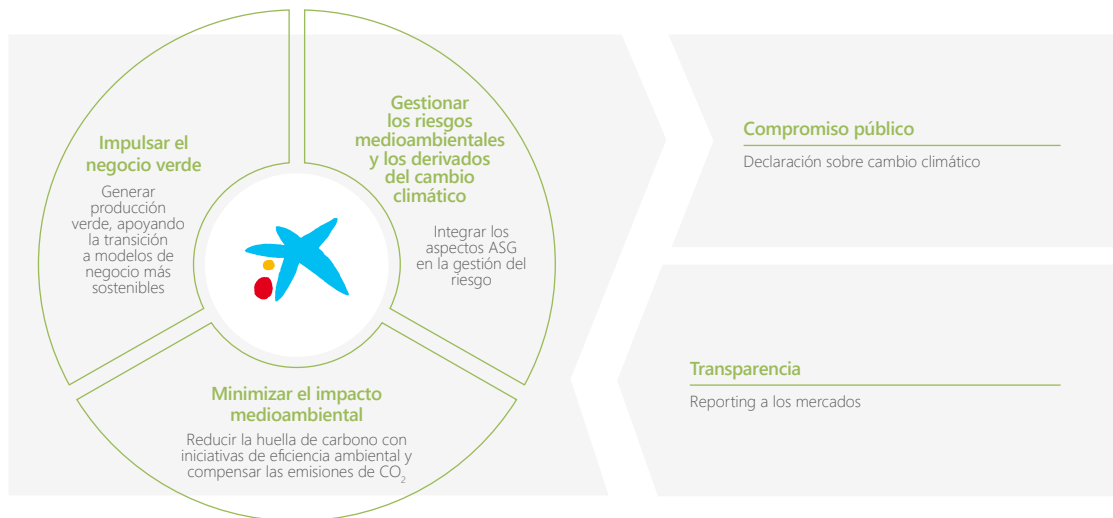 Impulsar el
negocio verde
Generar
producción
verde, apoyando
la transición
a modelos de
negocio más
sostenibles
Gestionar
los riesgos
medioambientales
y los derivados
del cambio
climático
Integrar los
aspectos ASG
en la gestión del
riesgo
Minimizar el impacto
medioambiental
Reducir la huella de carbono con
iniciativas de eficiencia ambiental y
compensar las emisiones de CO₂
Compromiso público
Declaración sobre cambio climático
Transparencia
Reporting a los mercados